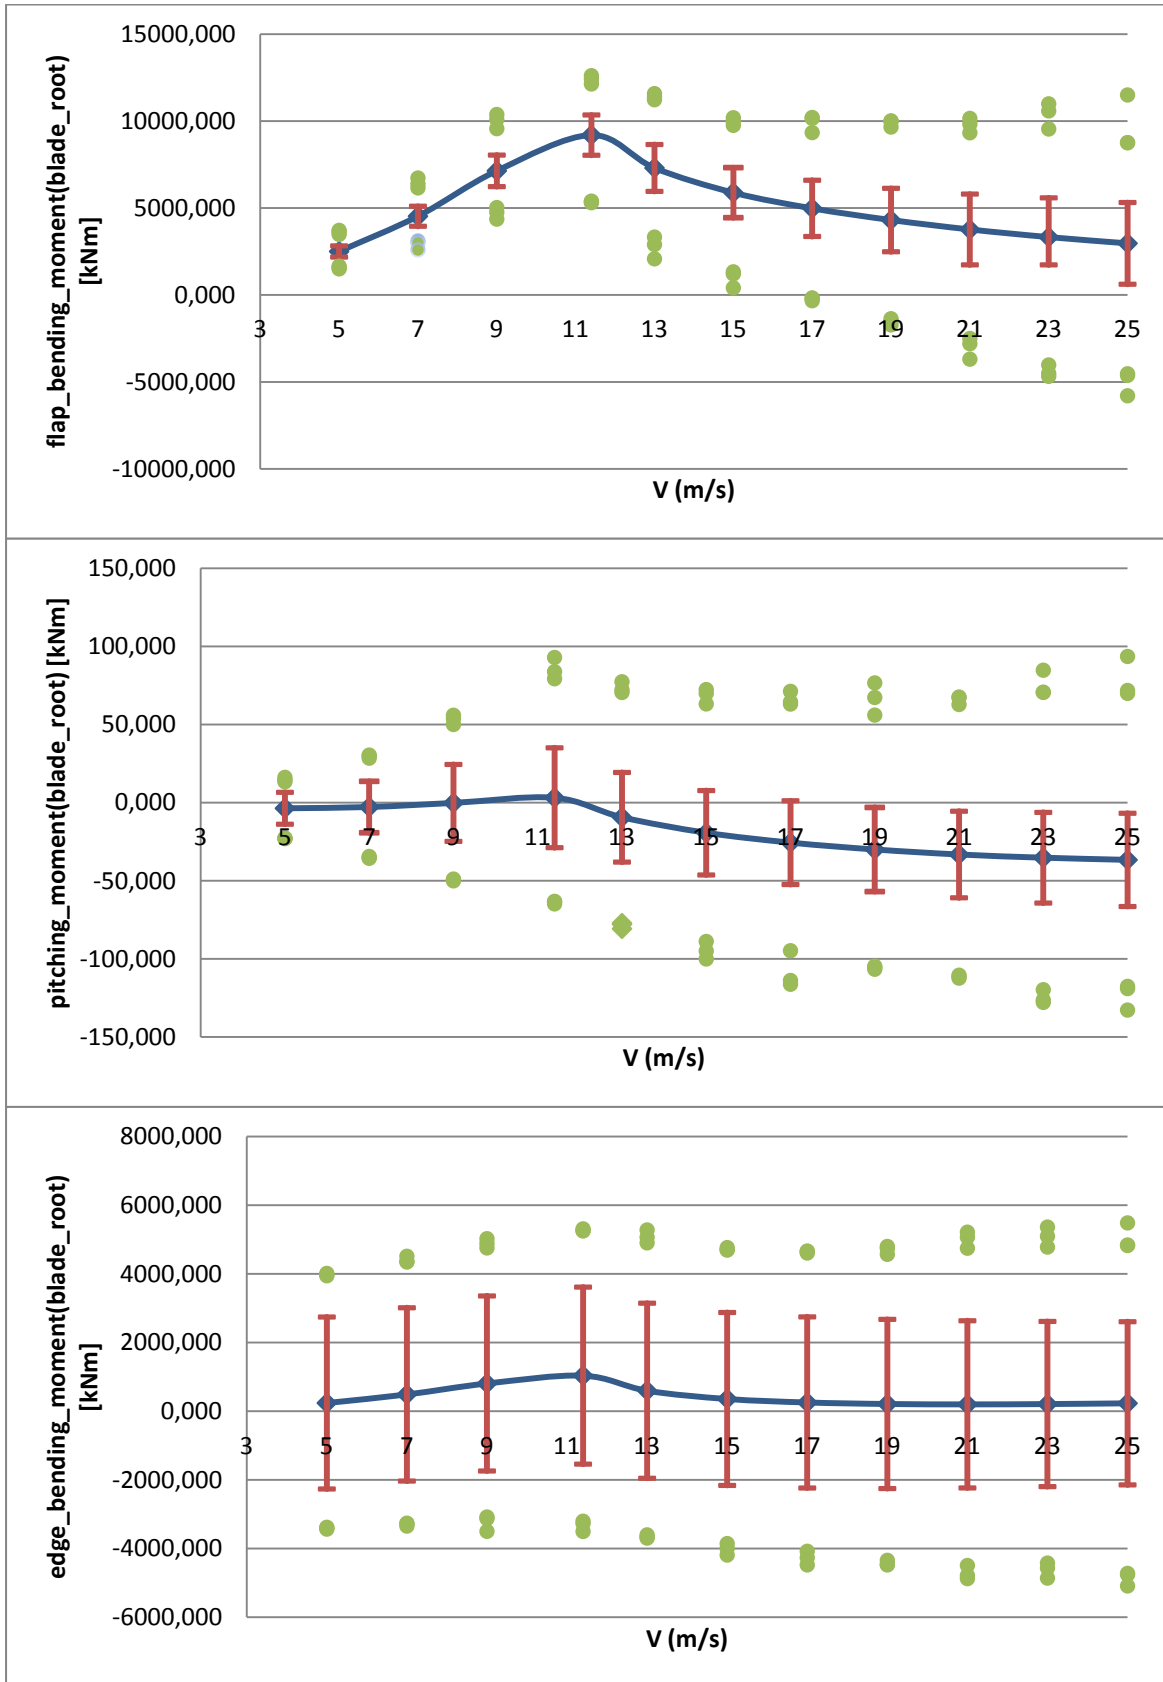 15000,000
10000,000
5000,000
0,000
-5000,000
-10000,000
flap_bending_moment(blade_root)
[kNm]
3 5 7 9 11 13 15 17 19 21 23 25
V (m/s)
150,000
100,000
50,000
0,000
-50,000
-100,000
-150,000
pitching_moment(blade_root) [kNm]
3 5 7 9 11 13 15 17 19 21 23 25
V (m/s)
8000,000
6000,000
4000,000
2000,000
0,000
-2000,000
-4000,000
-6000,000
edge_bending_moment(blade_root)
[kNm]
3 5 7 9 11 13 15 17 19 21 23 25
V (m/s)